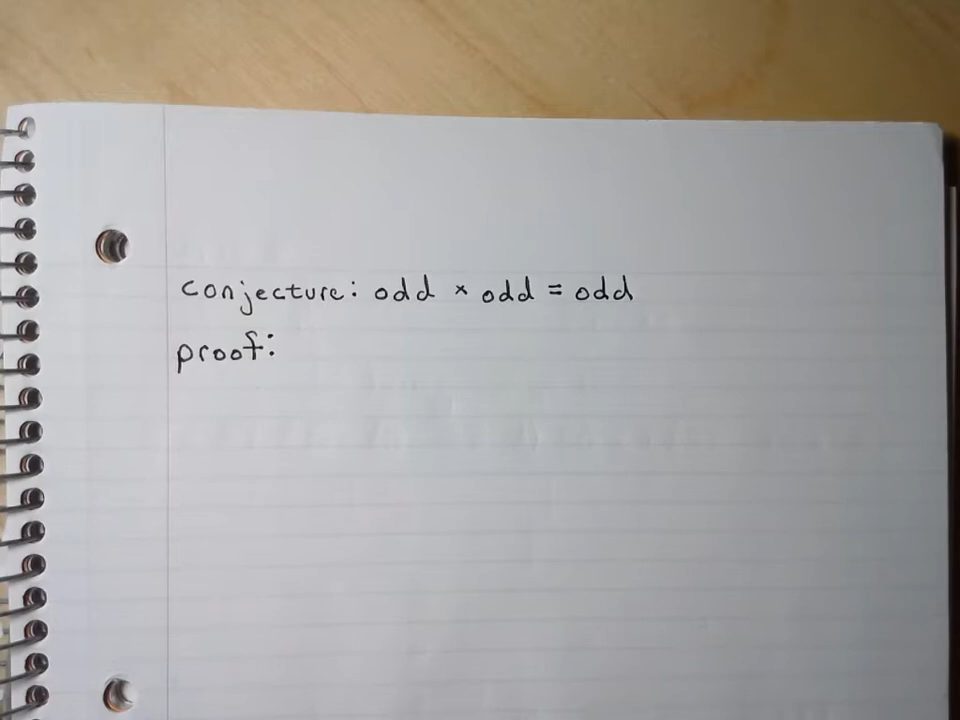 conjecture: odd × odd = odd
proof: